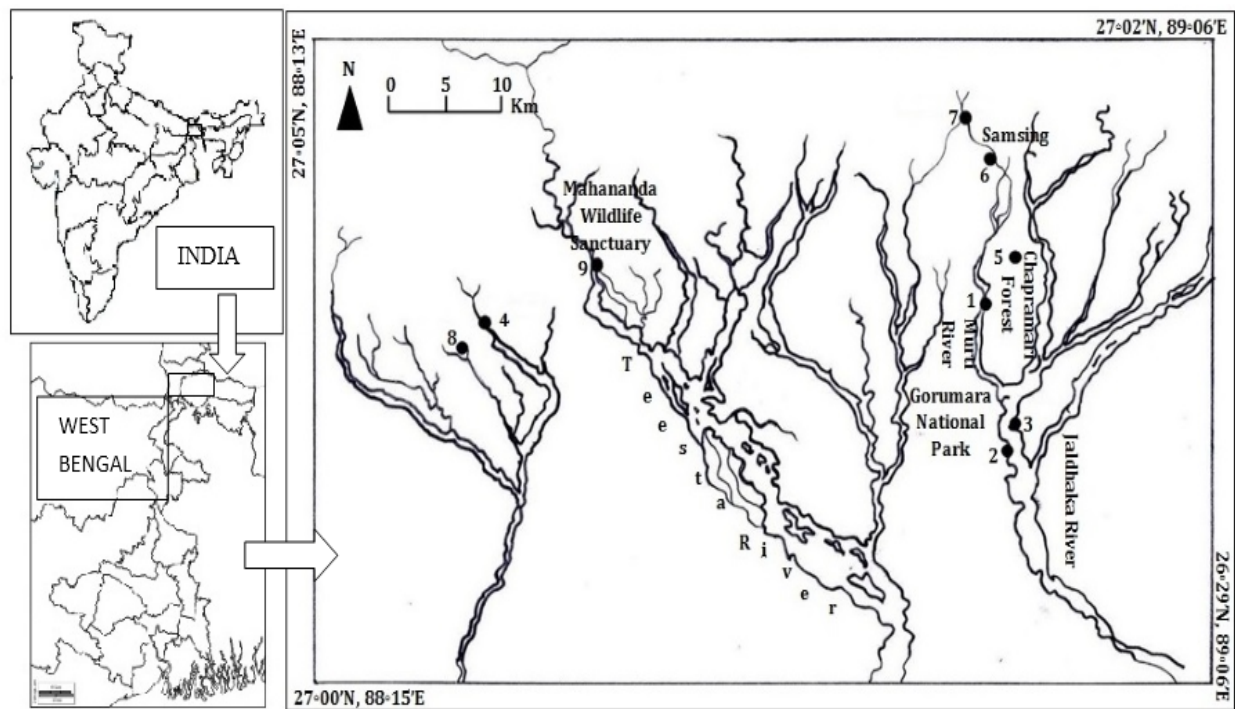 INDIA
WEST
BENGAL
27◦05′N, 88◦13′E
27◦02′N, 89◦06′E
N
0 5 10
Km
7
Samsing
6
Mahananda
Wildlife
Sanctuary
9
5
Chapramari
Forest
1
Murti
River
4
8
Gorumara
National
Park
3
2
Jaldhaka River
Teesta River
27◦00′N, 88◦15′E
26◦29′N, 89◦06′E